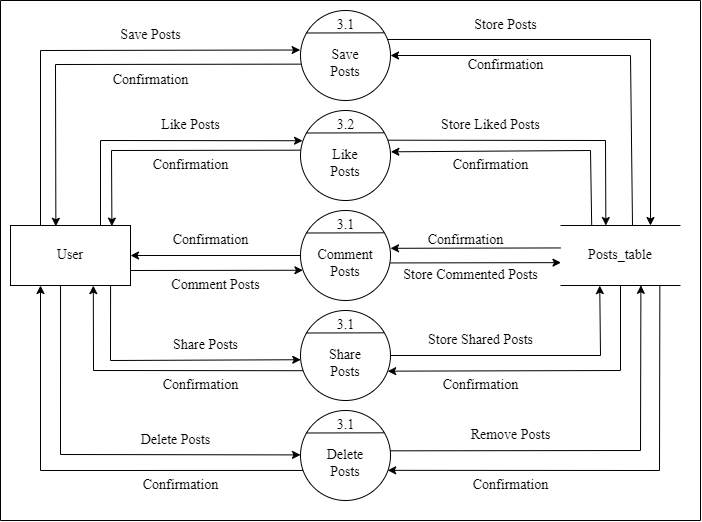 3.1
Store Posts
Save Posts
Save
Posts
Confirmation
Confirmation
3.2
Like Posts
Store Liked Posts
Like
Posts
Confirmation
Confirmation
3.1
Confirmation
Confirmation
User
Comment
Posts
Posts_table
Comment Posts
Store Commented Posts
3.1
Share Posts
Store Shared Posts
Share
Posts
Confirmation
Confirmation
3.1
Delete Posts
Remove Posts
Delete
Posts
Confirmation
Confirmation